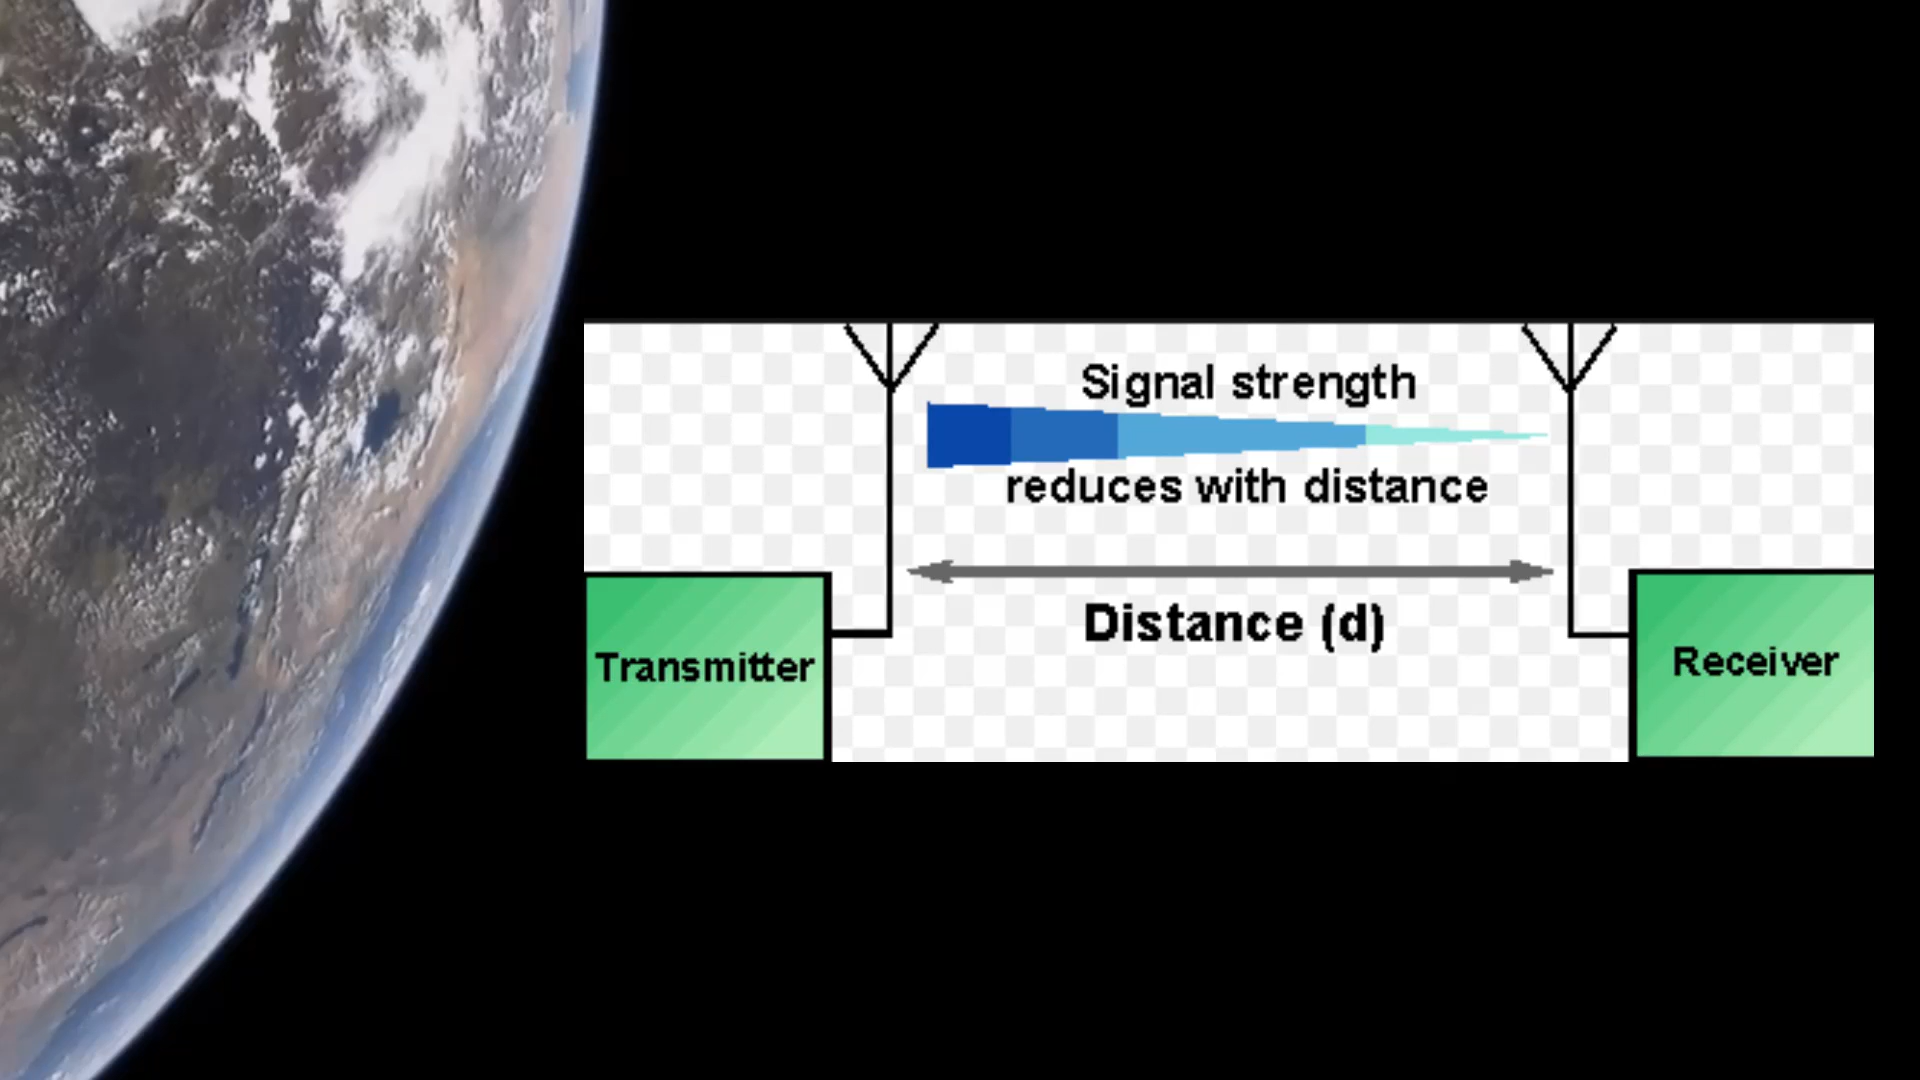 Signal strength
reduces with distance
Distance (d)
Transmitter
Receiver